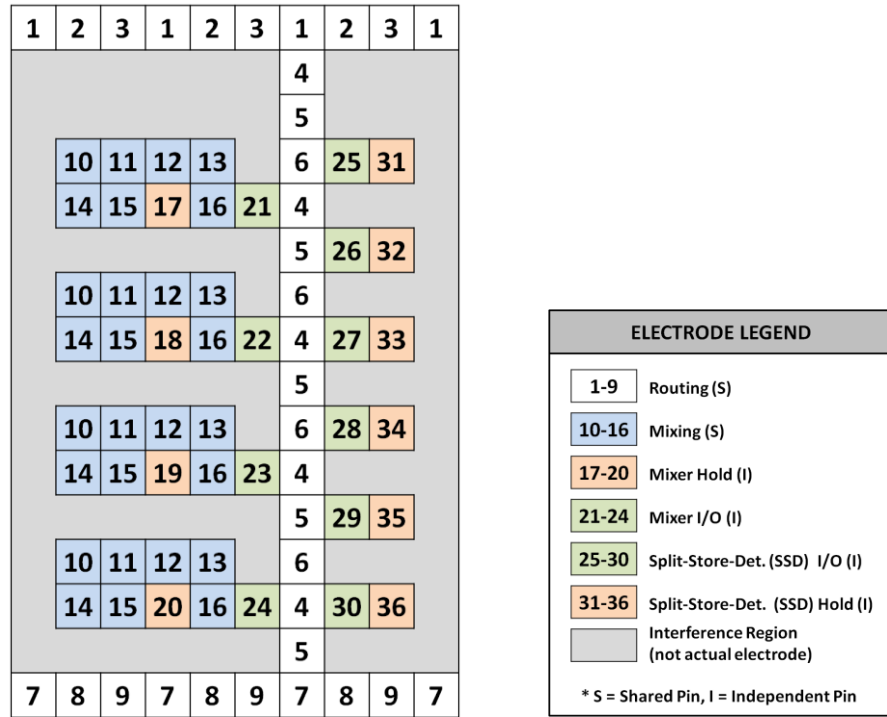 1 2 3 1 2 3 1 2 3 1
4
5
10 11 12 13 6 25 31
14 15 17 16 21 4
5 26 32
10 11 12 13 6
14 15 18 16 22 4 27 33
5
10 11 12 13 6 28 34
14 15 19 16 23 4
5 29 35
10 11 12 13 6
14 15 20 16 24 4 30 36
5
7 8 9 7 8 9 7 8 9 7
ELECTRODE LEGEND
1-9 Routing (S)
10-16 Mixing (S)
17-20 Mixer Hold (I)
21-24 Mixer I/O (I)
25-30 Split-Store-Det. (SSD) I/O (I)
31-36 Split-Store-Det. (SSD) Hold (I)
Interference Region
(not actual electrode)
* S = Shared Pin, I = Independent Pin